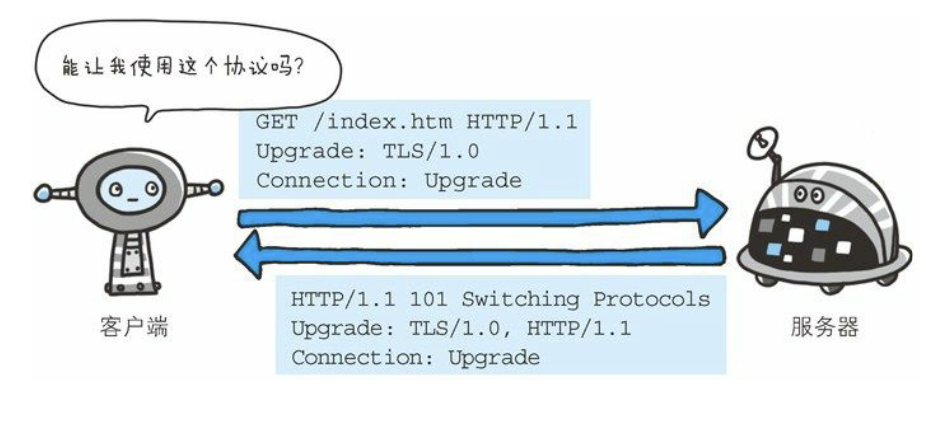 能让我使用这个协议吗?
GET /index.htm HTTP/1.1
Upgrade: TLS/1.0
Connection: Upgrade
HTTP/1.1 101 Switching Protocols
Upgrade: TLS/1.0, HTTP/1.1
Connection: Upgrade
客户端
服务器